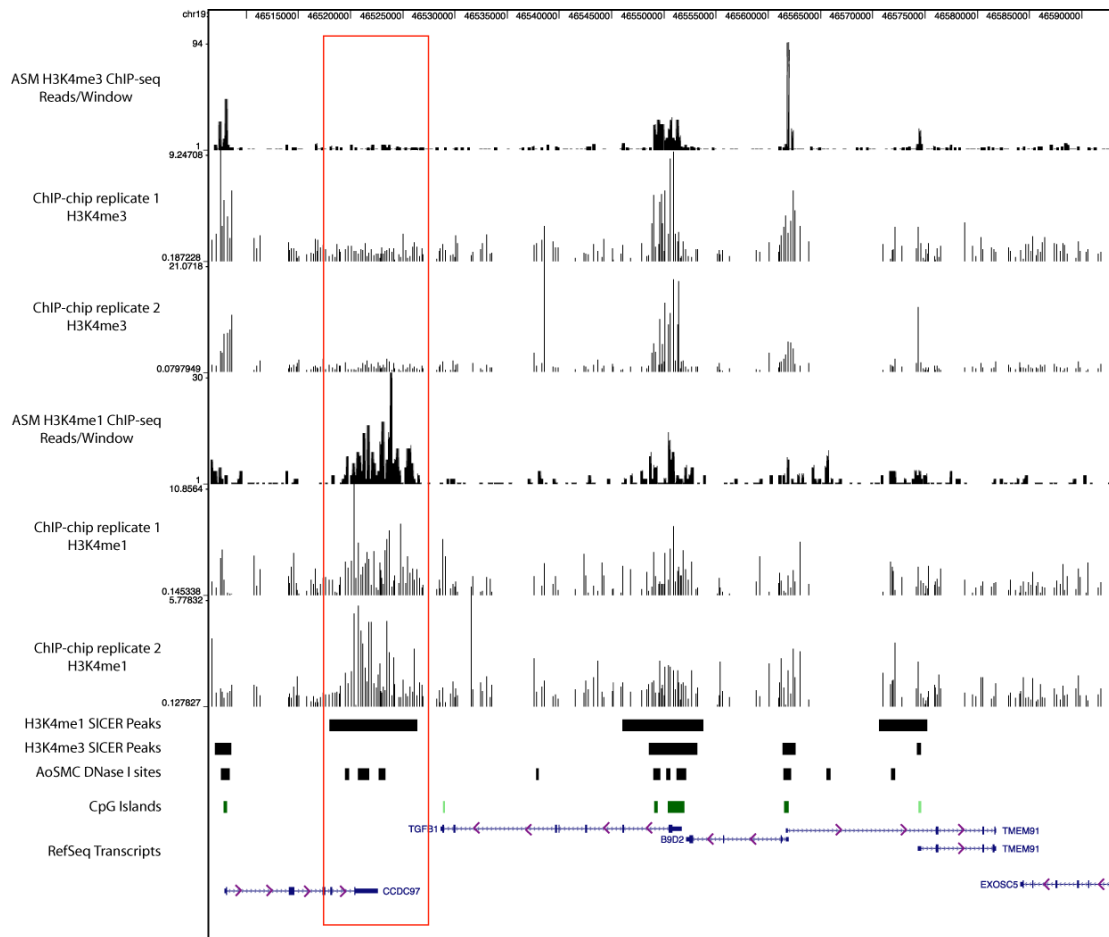 chr19: 46515000 46520000 46525000 46530000 46535000 46540000 46545000 46550000 46555000 46560000 46565000 46570000 46575000 46580000 46585000 46590000
94
ASM H3K4me3 ChIP-seq
Reads/Window
1
9.24708
ChIP-chip replicate 1
H3K4me3
0.187228
21.0718
ChIP-chip replicate 2
H3K4me3
0.0797949
30
ASM H3K4me1 ChIP-seq
Reads/Window
1
10.8564
ChIP-chip replicate 1
H3K4me1
0.145338
5.77832
ChIP-chip replicate 2
H3K4me1
0.127827
H3K4me1 SICER Peaks
H3K4me3 SICER Peaks
AoSMC DNase I sites
CpG Islands
TGFB1
TMEM91
B9D2
RefSeq Transcripts
TMEM91
EXOSC5
CCDC97